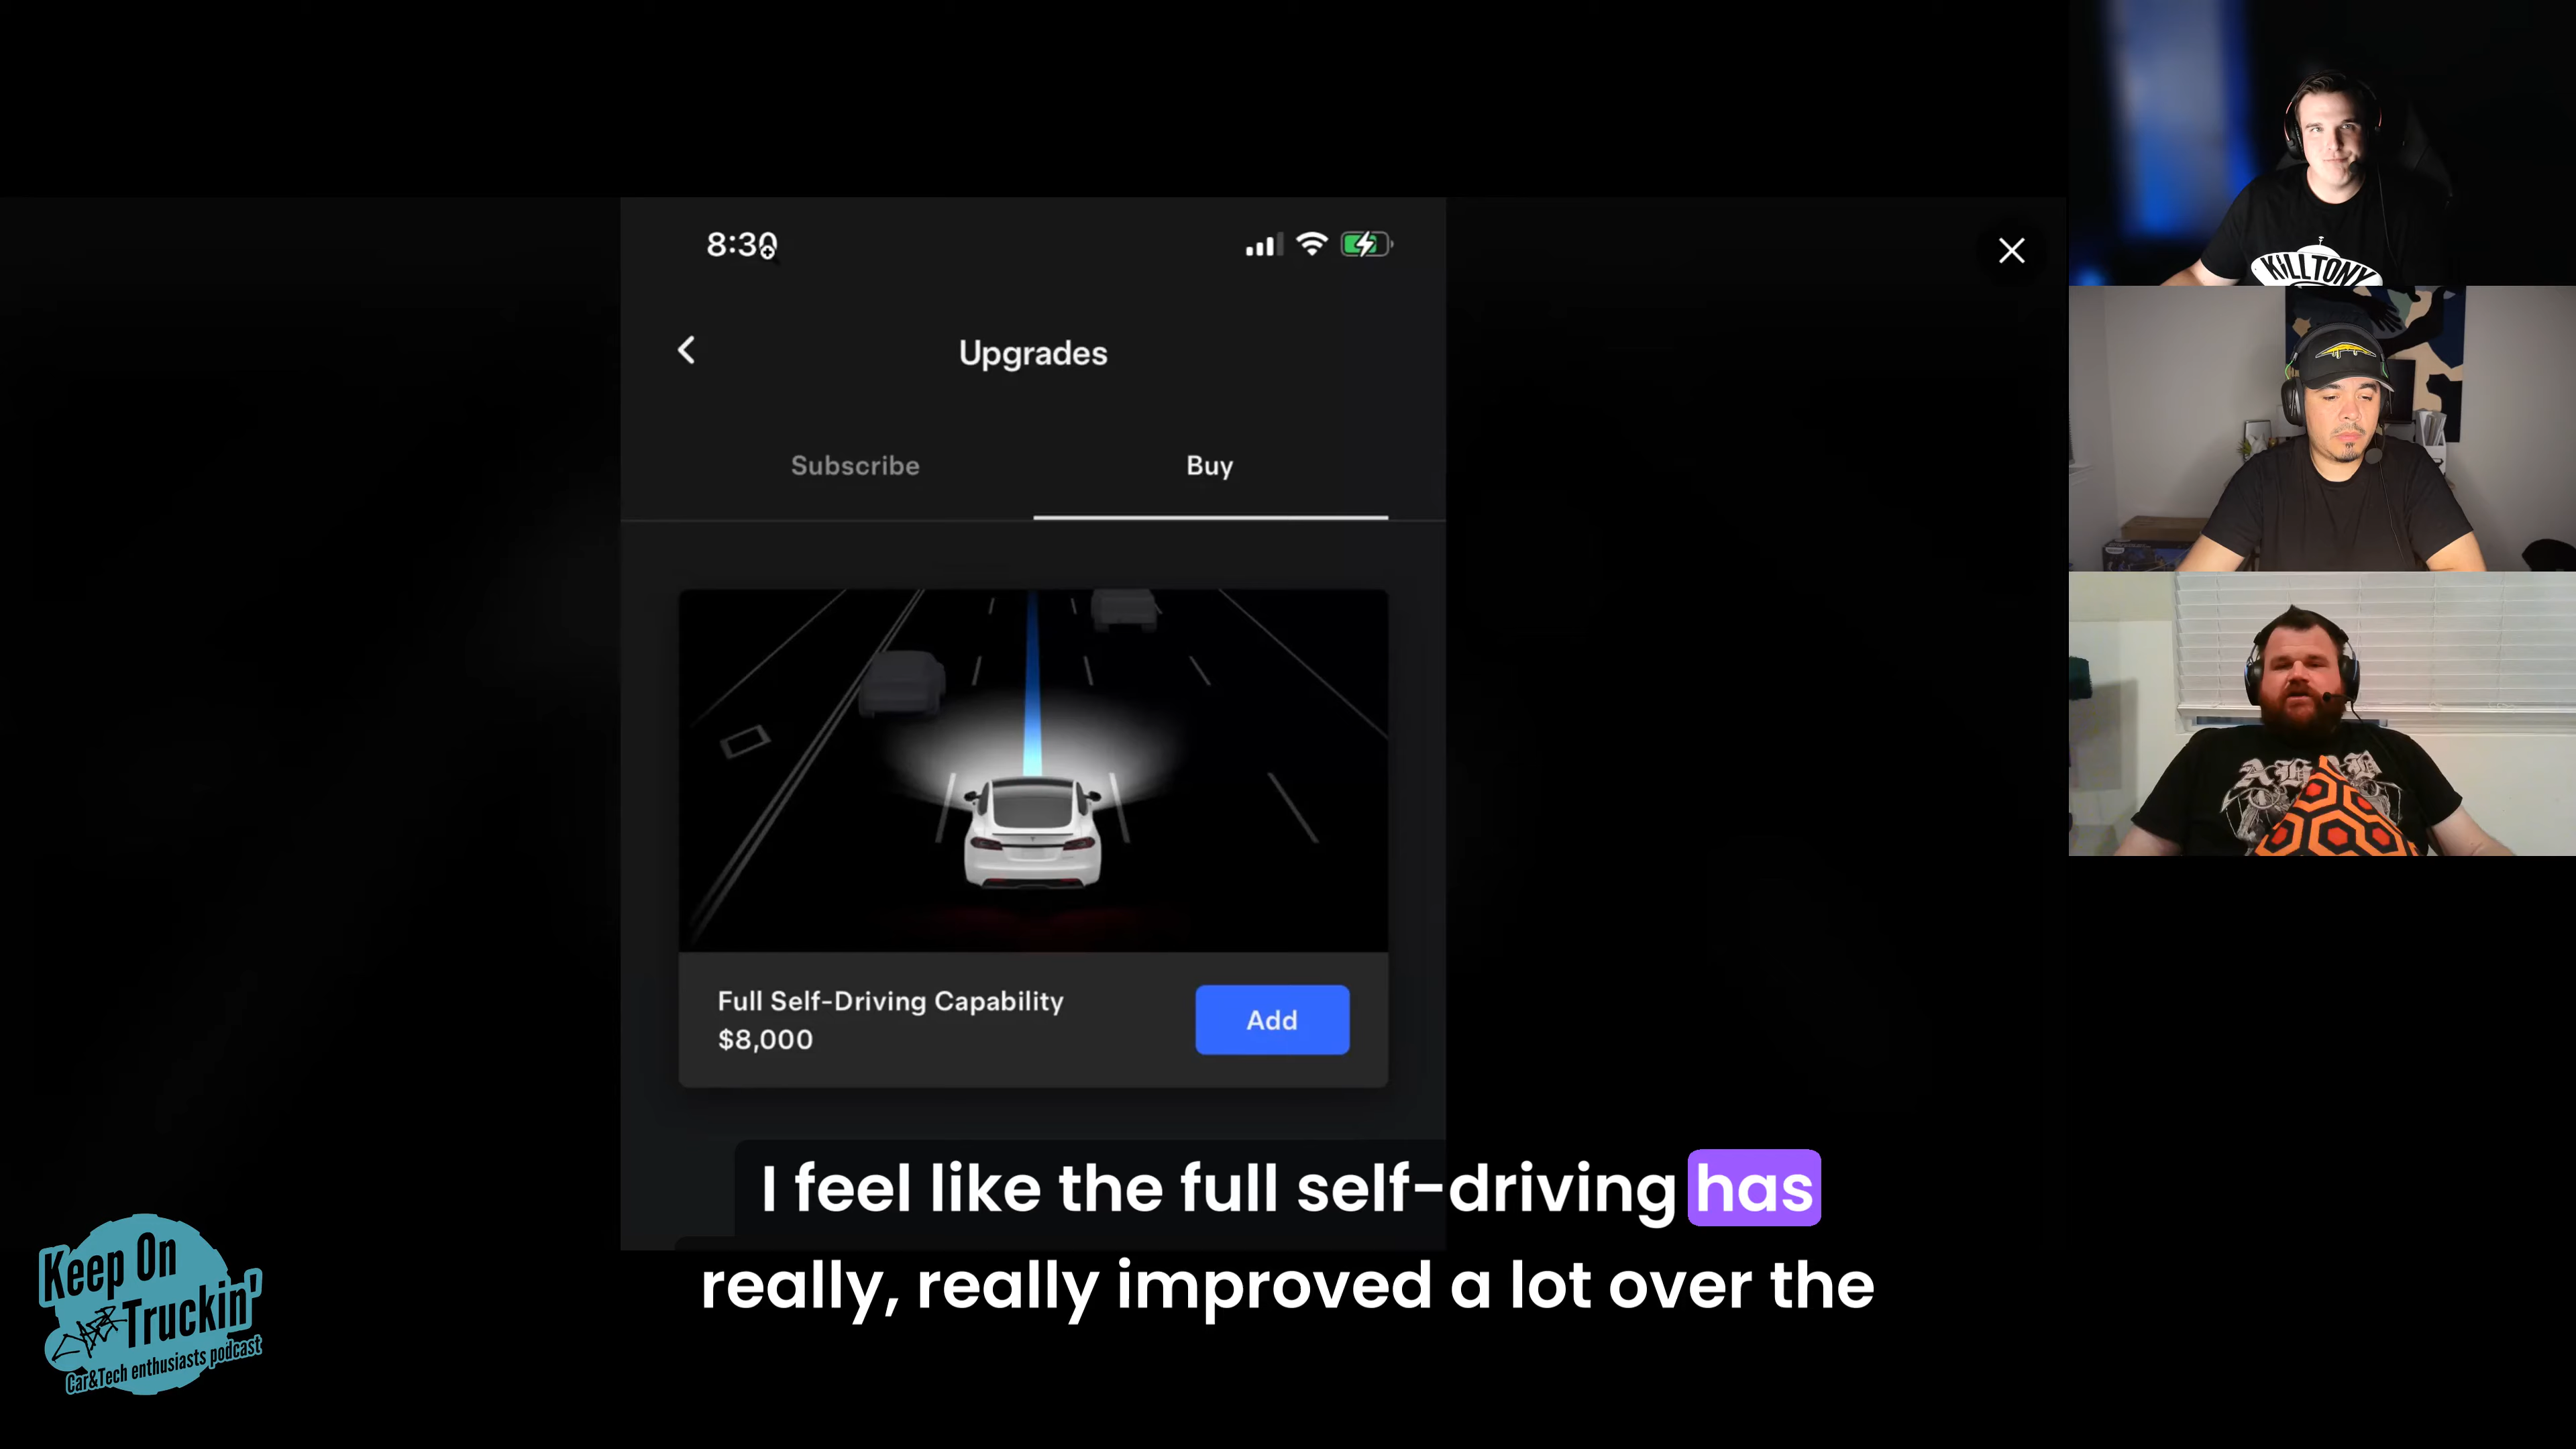 8:30
Upgrades
Subscribe
Buy
Full Self-Driving Capability
$8,000
Add
I feel like the full self-driving has
really, really improved a lot over the
Keep On
Truckin'
Car&Tech enthusiasts podcast
KILLTONY